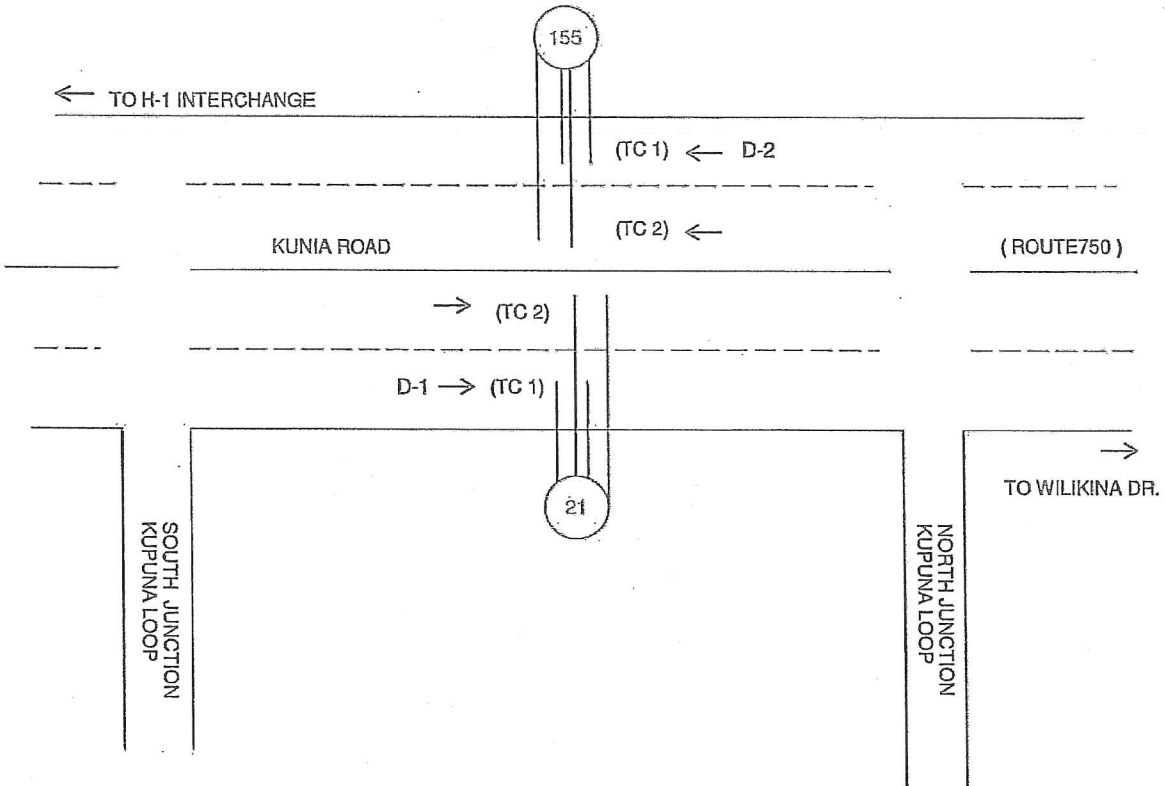 155
← TO H-1 INTERCHANGE
(TC 1) ← D-2
(TC 2) ←
KUNIA ROAD
(ROUTE750)
→ (TC 2)
D-1 → (TC 1)
→
TO WILIKINA DR.
21
SOUTH JUNCTION
KUPUNA LOOP
NORTH JUNCTION
KUPUNA LOOP